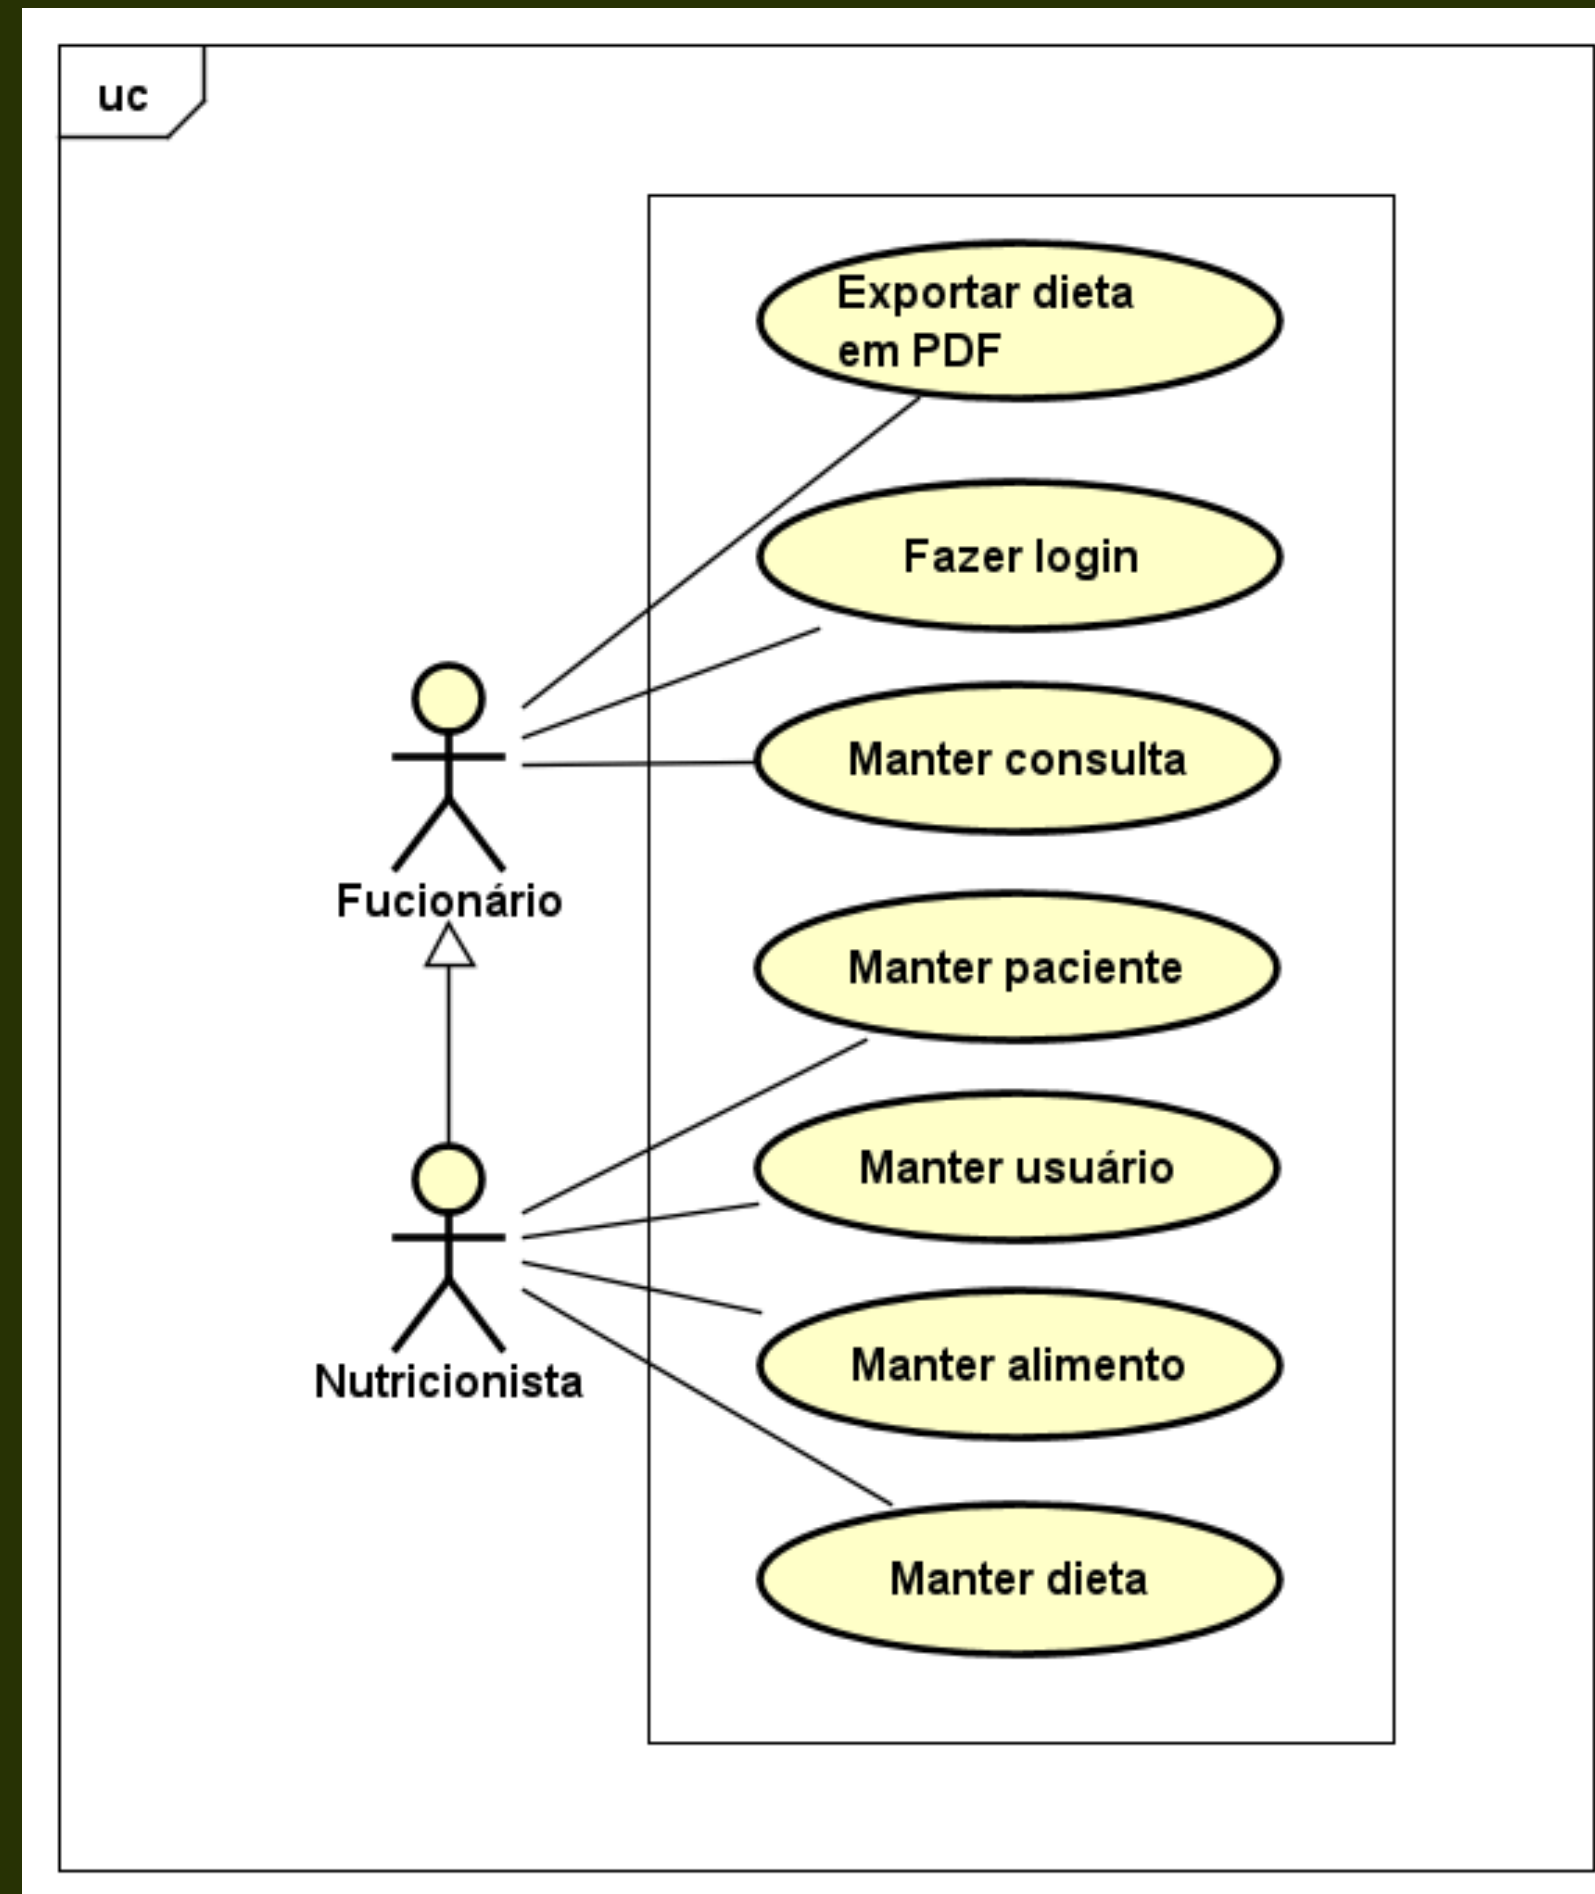 uc
Exportar dieta
em PDF
Fazer login
Manter consulta
Fucionário
Manter paciente
Manter usuário
Manter alimento
Nutricionista
Manter dieta